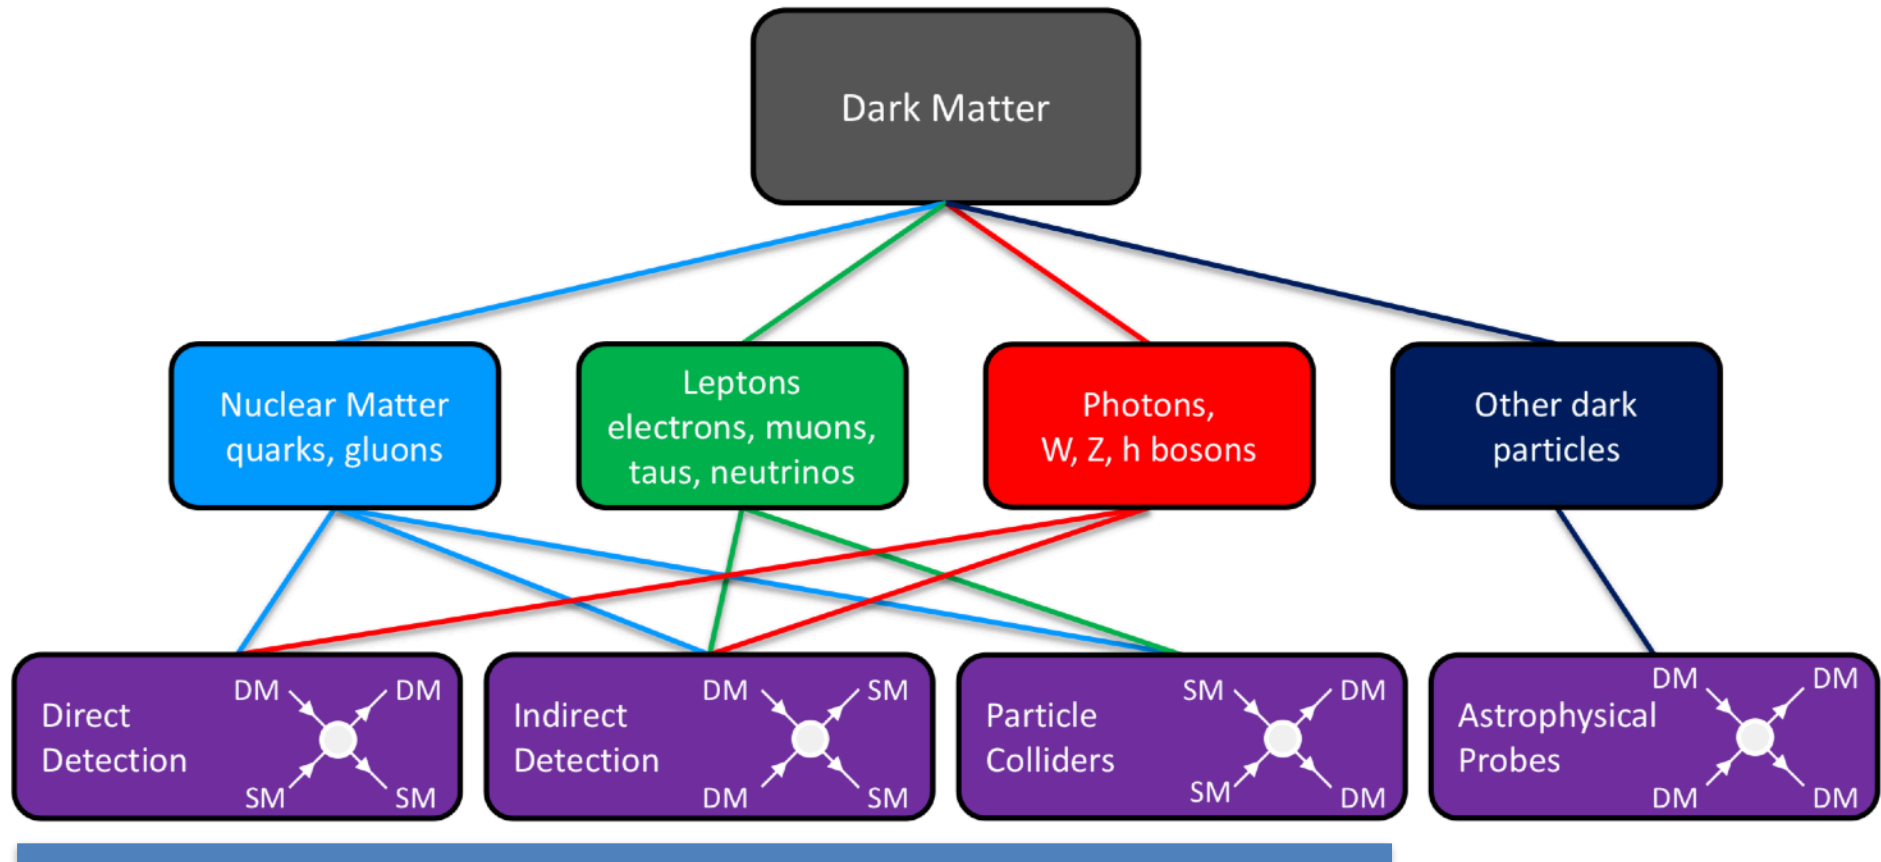 Dark Matter
Nuclear Matter
quarks, gluons
Leptons
electrons, muons,
taus, neutrinos
Photons,
W, Z, h bosons
Other dark
particles
Direct
Detection
DM
DM
SM
SM
Indirect
Detection
DM
SM
DM
SM
Particle
Colliders
SM
DM
SM
DM
Astrophysical
Probes
DM
DM
DM
DM